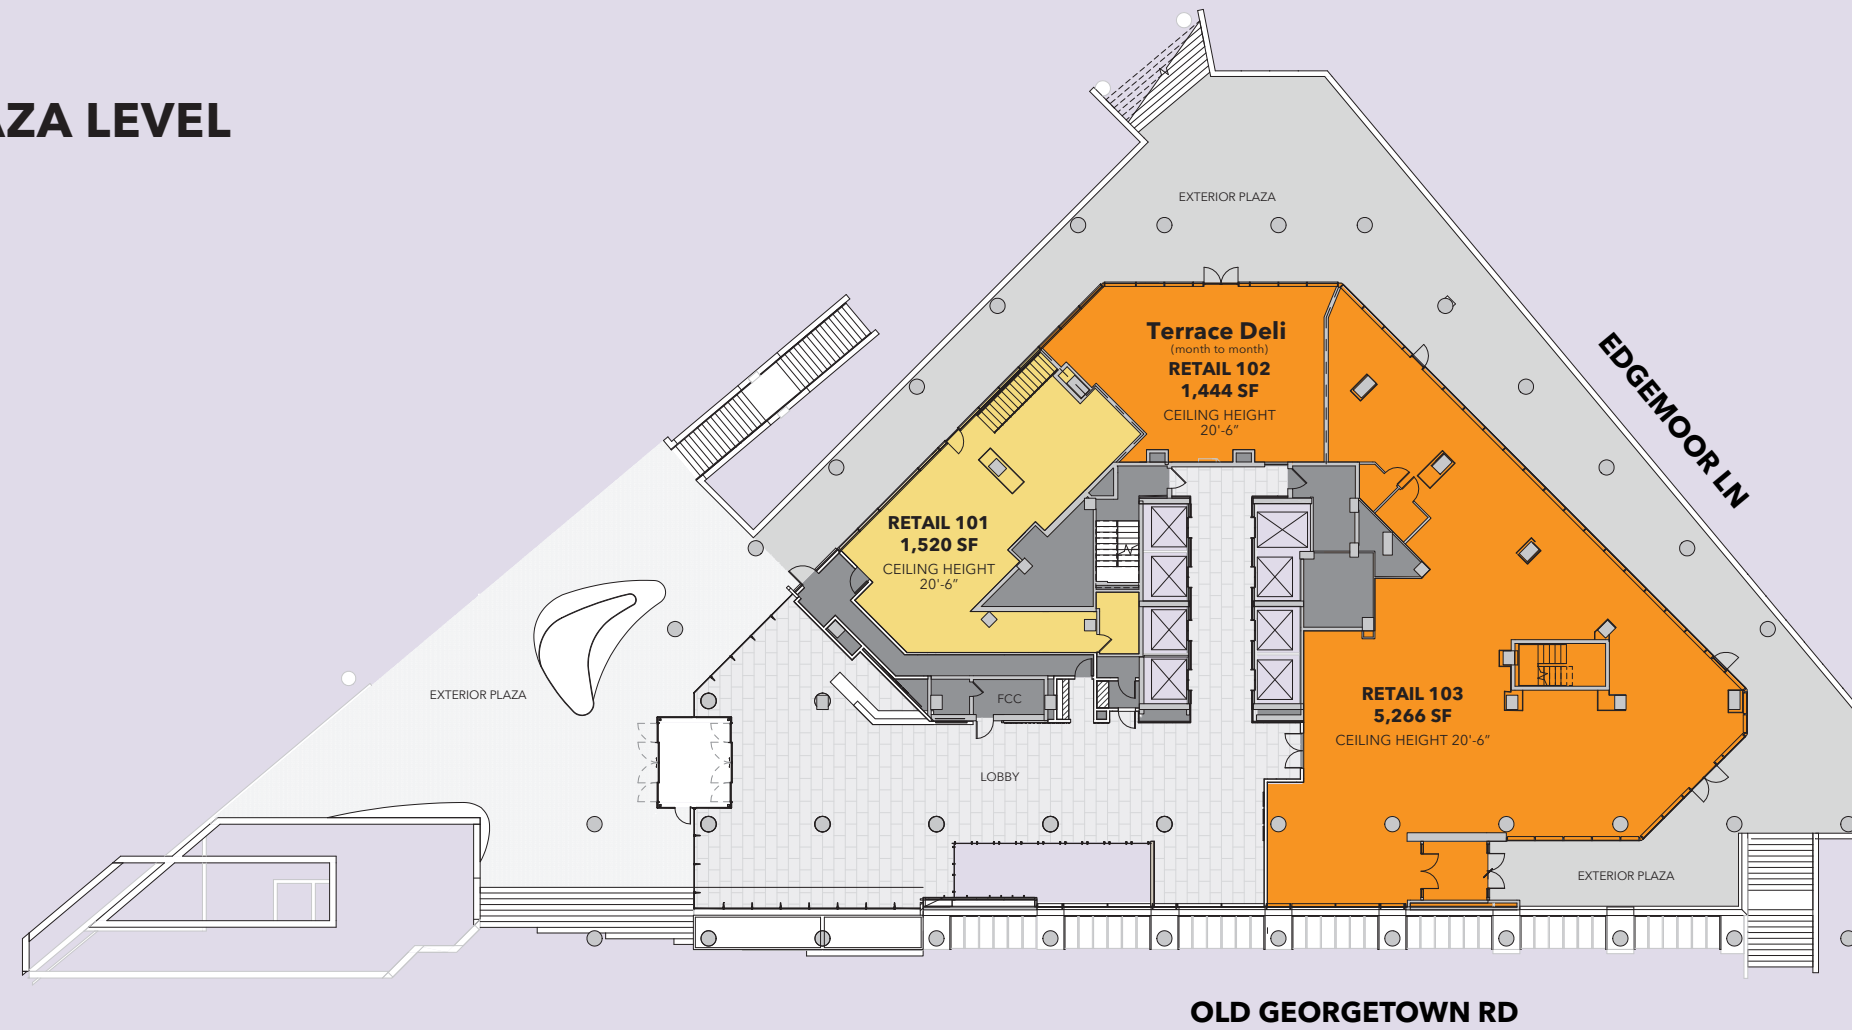 AZA LEVEL
EXTERIOR PLAZA
Terrace Deli
(month to month)
RETAIL 102
1,444 SF
CEILING HEIGHT
20'-6”
EDGEMOOR LN
RETAIL 101
1,520 SF
CEILING HEIGHT
20'-6”
EXTERIOR PLAZA
FCC
RETAIL 103
5,266 SF
CEILING HEIGHT 20'-6”
LOBBY
EXTERIOR PLAZA
OLD GEORGETOWN RD